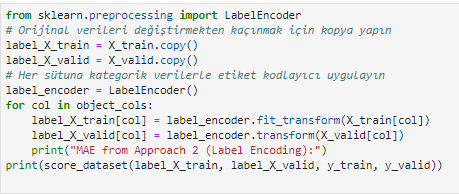 from sklearn.preprocessing import LabelEncoder
# Orijinal verileri değiştirmekten kaçınmak için kopya yapın
label_X_train = X_train.copy()
label_X_valid = X_valid.copy()
# Her sütuna kategorik verilerle etiket kodlayıcı uygulayın
label_encoder = LabelEncoder()
for col in object_cols:
    label_X_train[col] = label_encoder.fit_transform(X_train[col])
    label_X_valid[col] = label_encoder.transform(X_valid[col])
    print("MAE from Approach 2 (Label Encoding):")
print(score_dataset(label_X_train, label_X_valid, y_train, y_valid))